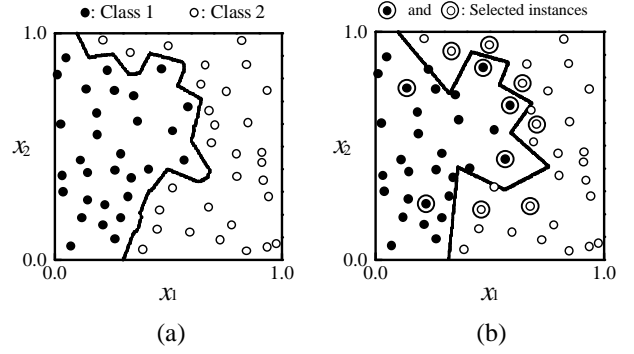 ●: Class 1 ○: Class 2
1.0
x2
0.0
0.0 x1 1.0
(a)
◉ and ◎: Selected instances
1.0
x2
0.0
0.0 x1 1.0
(b)